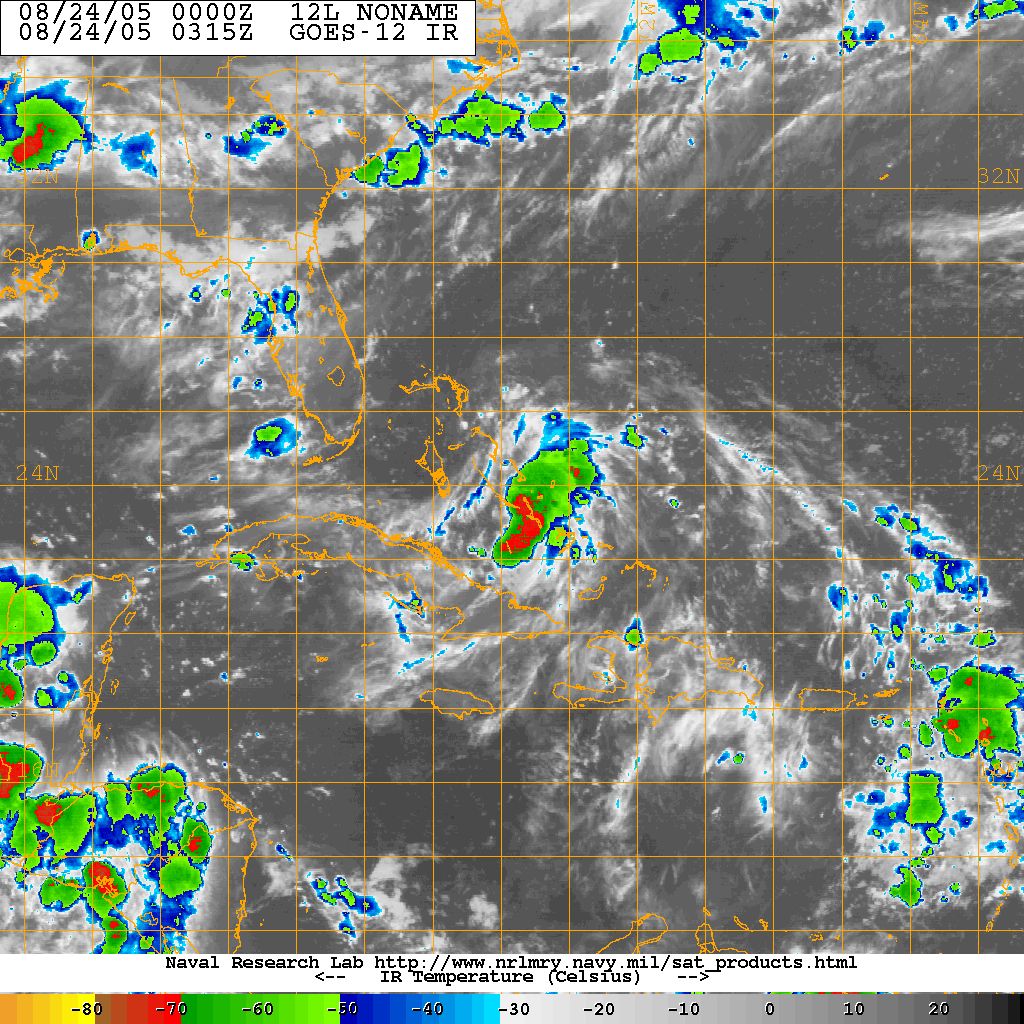 08/24/05 0000Z 12L NONAME
08/24/05 0315Z GOES-12 IR
32N
32N
24N
24N
Naval Research Lab http://www.nrlmry.navy.mil/sat_products.html
<-- IR Temperature (Celsius) -->
-80 -70 -60 -50 -40 -30 -20 -10 0 10 20